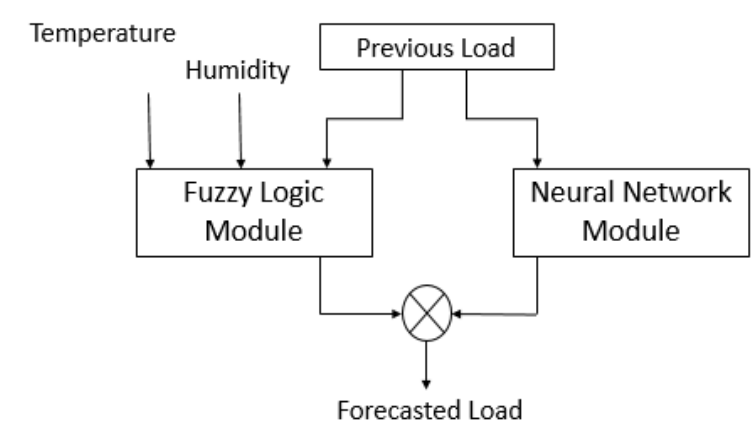 Temperature
Humidity
Previous Load
Fuzzy Logic
Module
Neural Network
Module
Forecasted Load